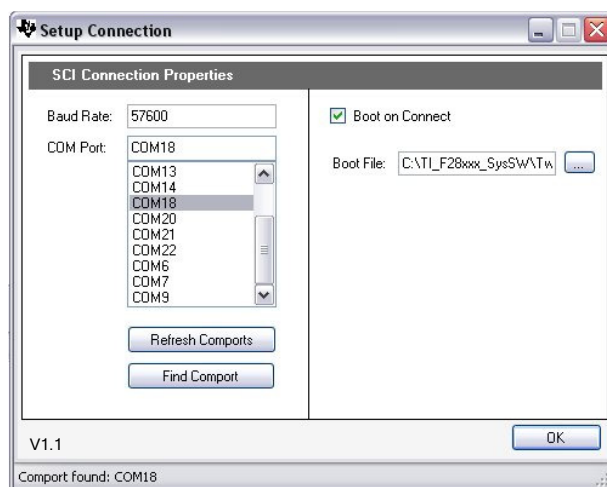 Setup Connection
SCI Connection Properties
Baud Rate: 57600
COM Port: COM18
COM13
COM14
COM18
COM20
COM21
COM22
COM6
COM7
COM9
Refresh Comports
Find Comport
Boot on Connect
Boot File: C:\TI_F28xxx_SysSW\Tw ...
V1.1
OK
Comport found: COM18